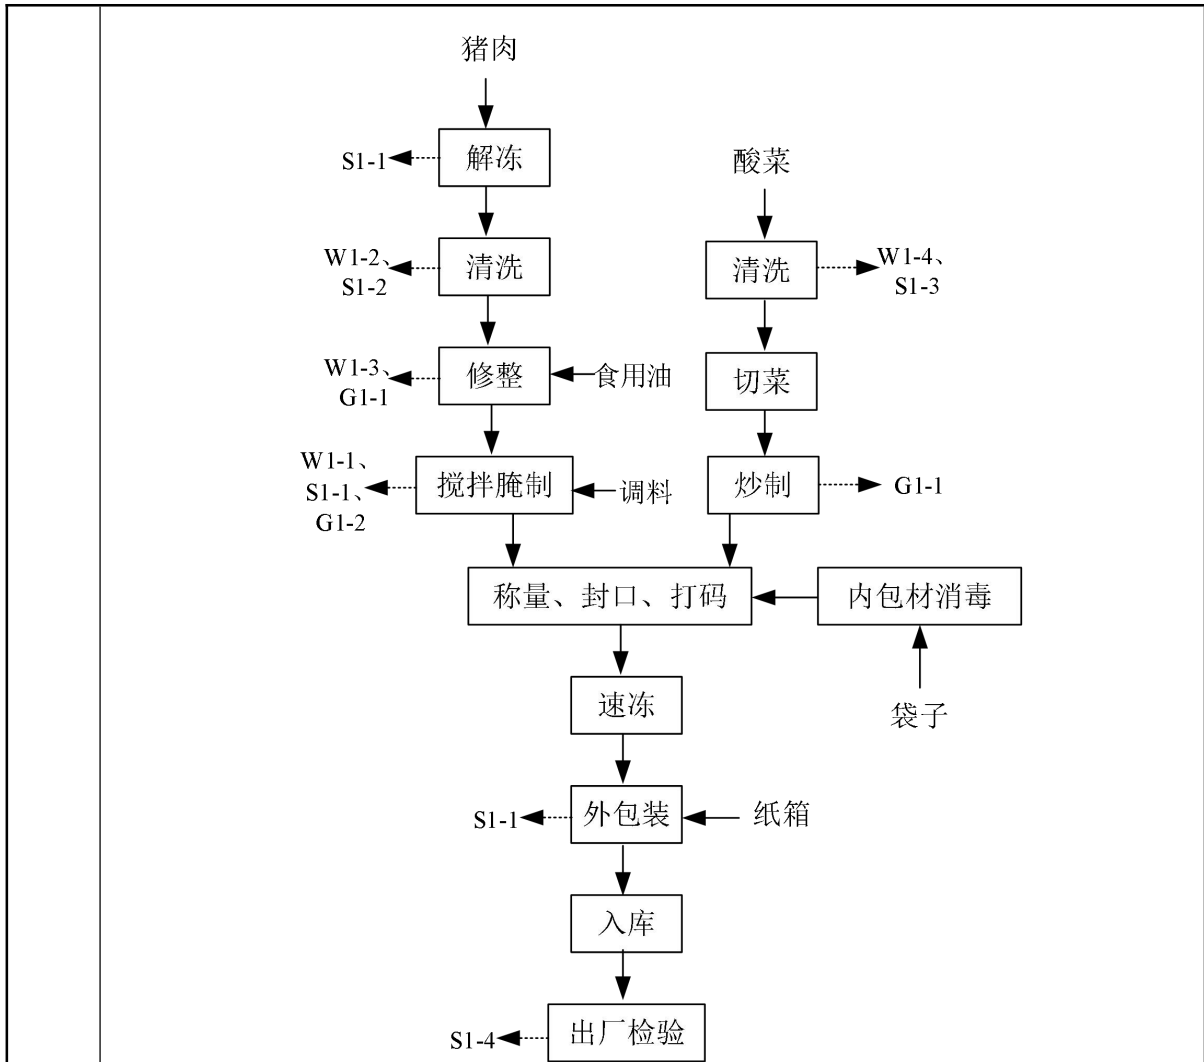 猪肉
S1-1
解冻
酸菜
W1-2、
S1-2
清洗
清洗
W1-4、
S1-3
W1-3、
G1-1
修整
食用油
切菜
W1-1、
S1-1、
G1-2
搅拌腌制
调料
炒制
G1-1
称量、封口、打码
内包材消毒
速冻
袋子
S1-1
外包装
纸箱
入库
S1-4
出厂检验